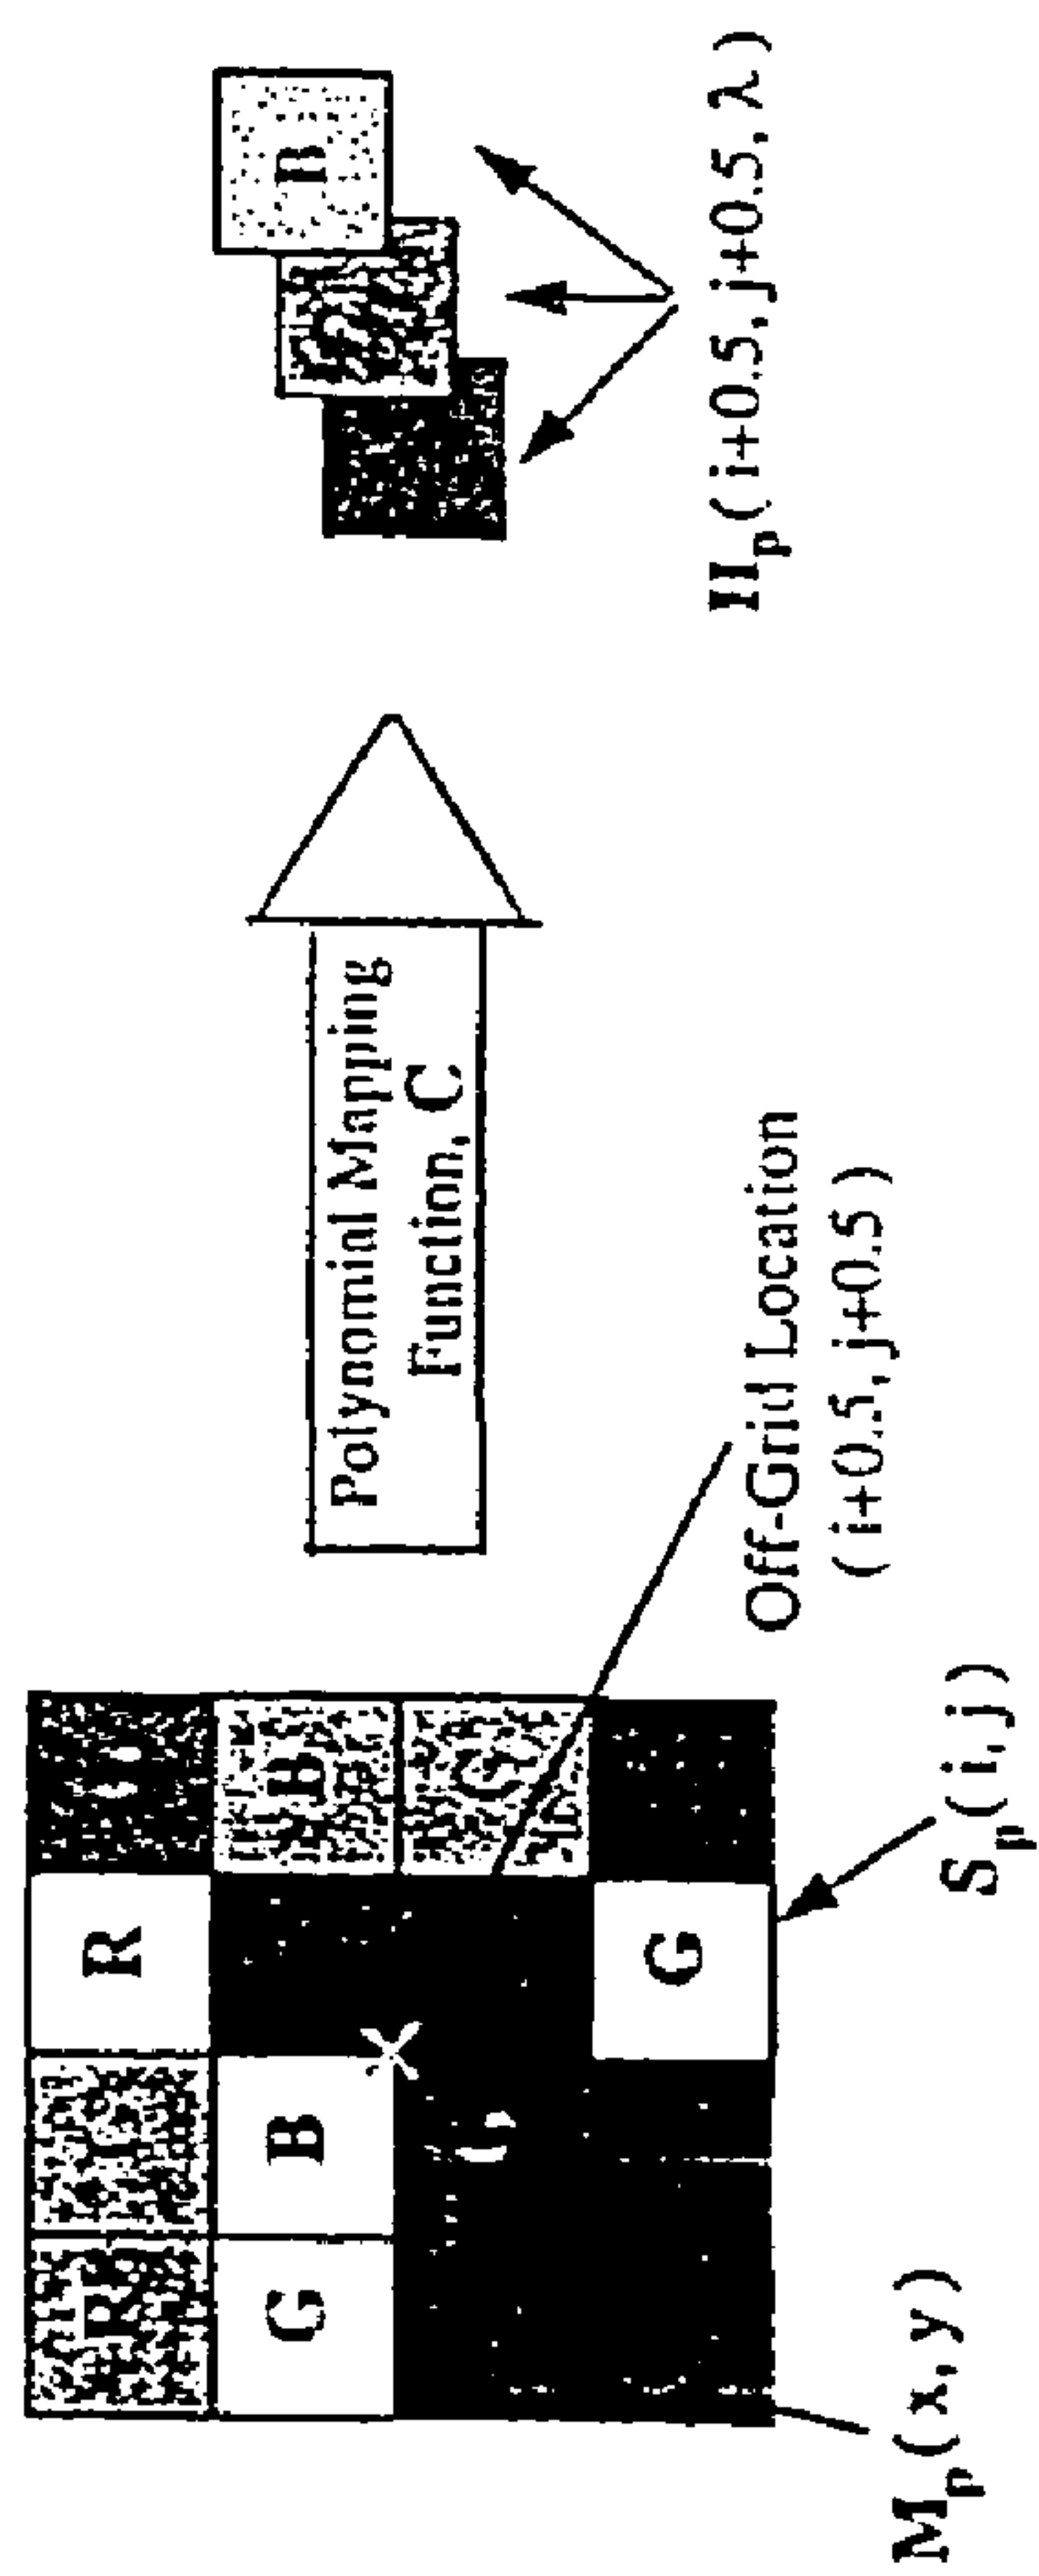 R R
G B B
G
G
Polynomial Mapping
Function, C
B
M_p( x, y )
S_p( i, j )
Off-Grid Location
( i+0.5, j+0.5 )
H_p( i+0.5, j+0.5, λ )